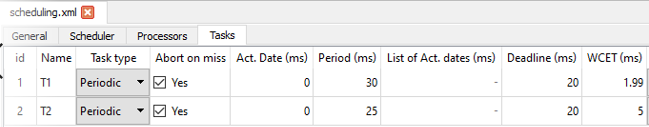 scheduling.xml
General Scheduler Processors Tasks
id Name Task type Abort on miss Act. Date (ms) Period (ms) List of Act. dates (ms) Deadline (ms) WCET (ms)
1 T1 Periodic Yes 0 30 - 20 1.99
2 T2 Periodic Yes 0 25 - 20 5